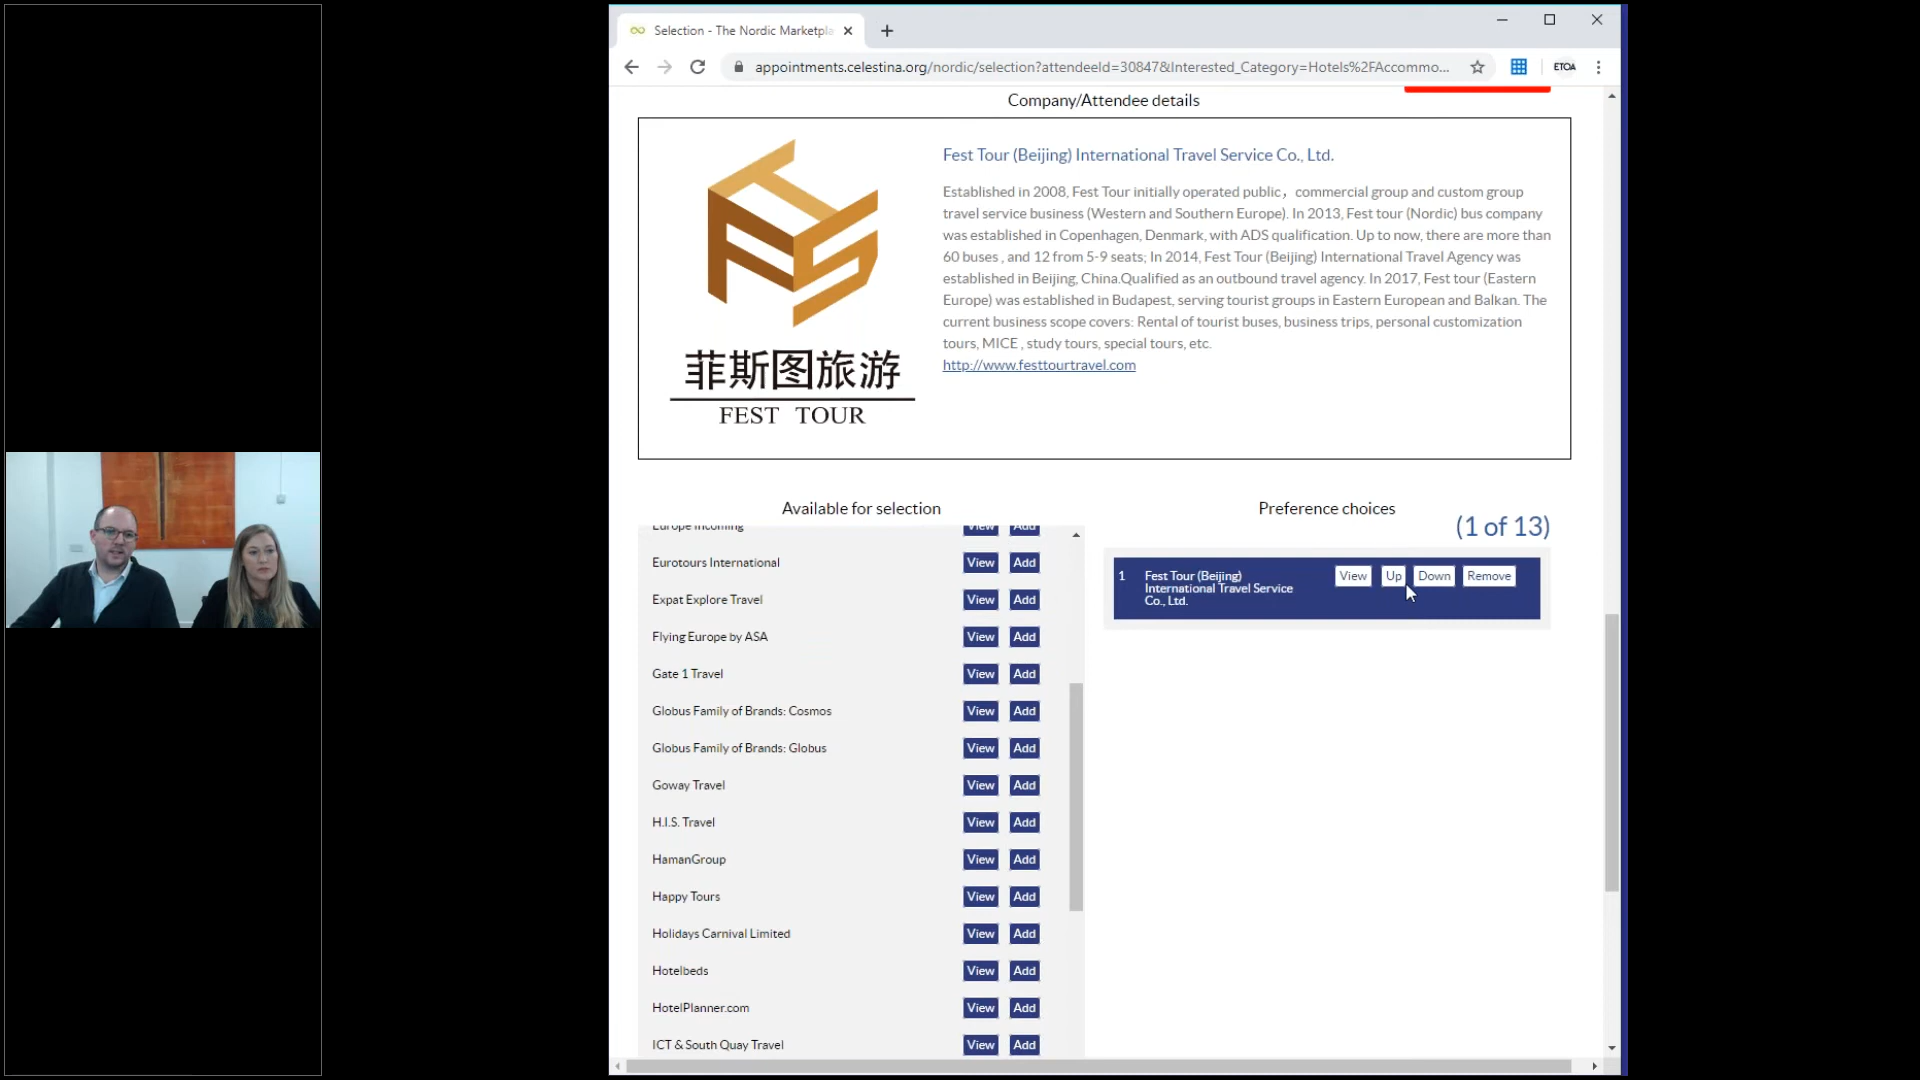 Selection - The Nordic Marketpla
appointments.celestina.org/nordic/selection?attendeeId=30847&Interested_Category=Hotels%2FAccommo...
ETOA
Company/Attendee details
菲斯图旅游
FEST TOUR
Fest Tour (Beijing) International Travel Service Co., Ltd.
Established in 2008, Fest Tour initially operated public，commercial group and custom group
travel service business (Western and Southern Europe). In 2013, Fest tour (Nordic) bus company
was established in Copenhagen, Denmark, with ADS qualification. Up to now, there are more than
60 buses , and 12 from 5-9 seats; In 2014, Fest Tour (Beijing) International Travel Agency was
established in Beijing, China.Qualified as an outbound travel agency. In 2017, Fest tour (Eastern
Europe) was established in Budapest, serving tourist groups in Eastern European and Balkan. The
current business scope covers: Rental of tourist buses, business trips, personal customization
tours, MICE , study tours, special tours, etc.
http://www.festtourtravel.com
Available for selection
Europe Incoming View Add
Eurotours International View Add
Expat Explore Travel View Add
Flying Europe by ASA View Add
Gate 1 Travel View Add
Globus Family of Brands: Cosmos View Add
Globus Family of Brands: Globus View Add
Goway Travel View Add
H.I.S. Travel View Add
HamanGroup View Add
Happy Tours View Add
Holidays Carnival Limited View Add
Hotelbeds View Add
HotelPlanner.com View Add
ICT & South Quay Travel View Add
Preference choices
(1 of 13)
1 Fest Tour (Beijing) View Up Down Remove
International Travel Service
Co., Ltd.